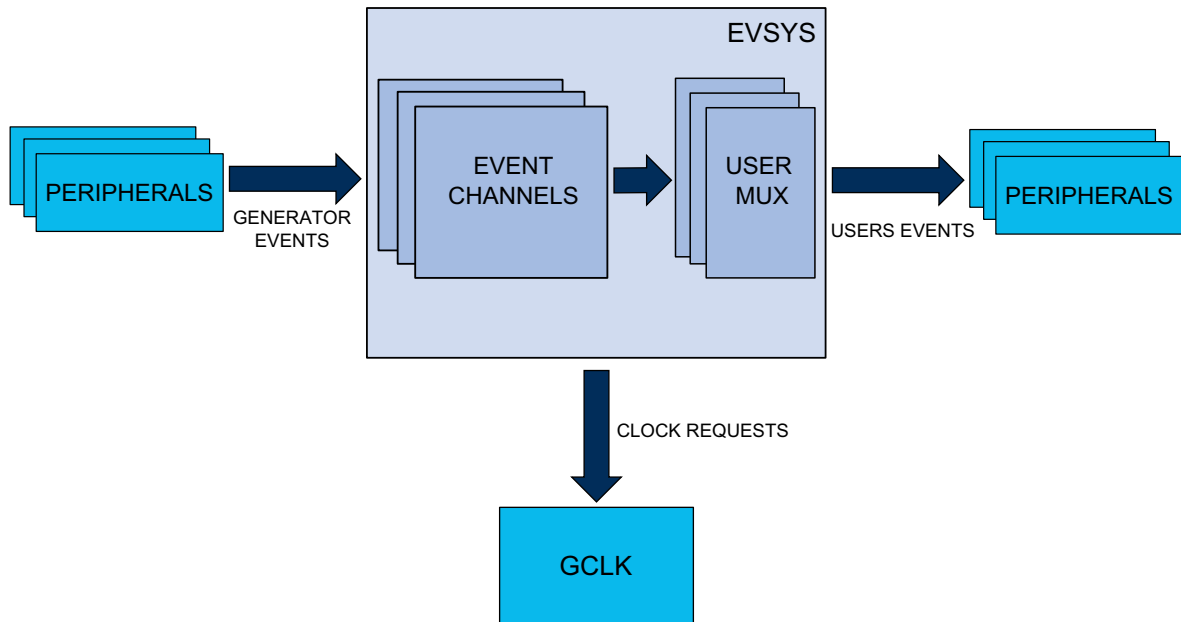 EVSYS
PERIPHERALS
GENERATOR
EVENTS
EVENT
CHANNELS
USER
MUX
USERS EVENTS
PERIPHERALS
CLOCK REQUESTS
GCLK